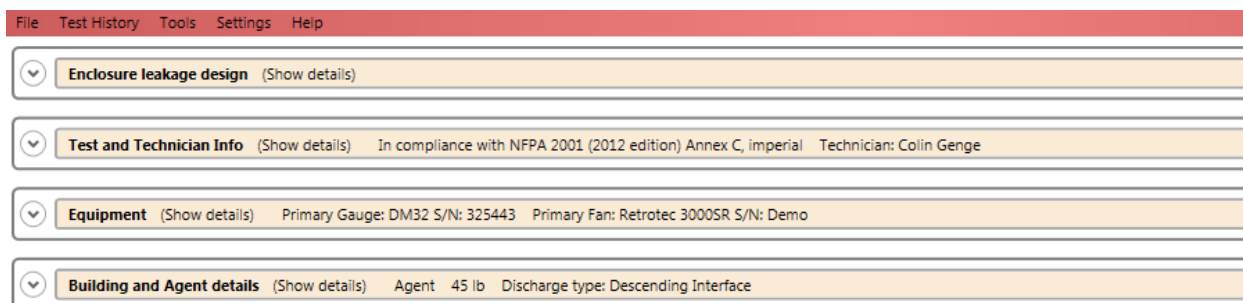 File Test History Tools Settings Help
Enclosure leakage design (Show details)
Test and Technician Info (Show details) In compliance with NFPA 2001 (2012 edition) Annex C, imperial Technician: Colin Genge
Equipment (Show details) Primary Gauge: DM32 S/N: 325443 Primary Fan: Retrotec 3000SR S/N: Demo
Building and Agent details (Show details) Agent 45 lb Discharge type: Descending Interface